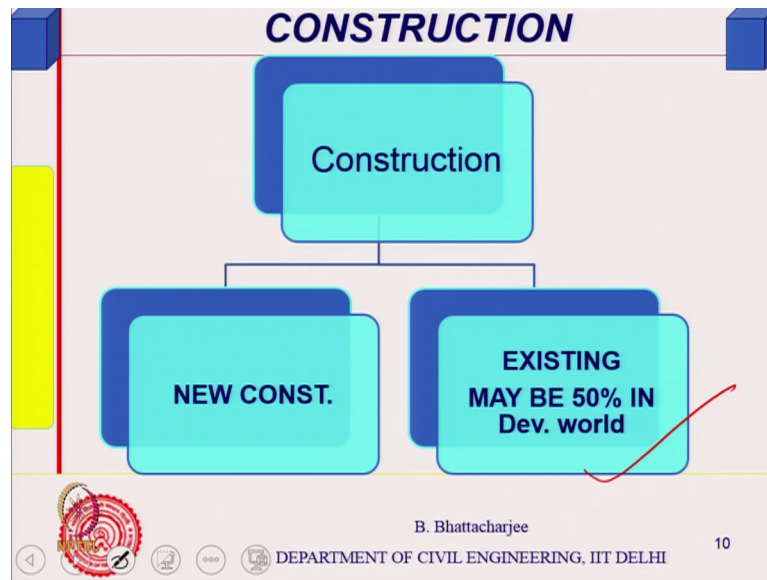 CONSTRUCTION
Construction
NEW CONST.
EXISTING
MAY BE 50% IN
Dev. world
NPTEL
B. Bhattacharjee
DEPARTMENT OF CIVIL ENGINEERING, IIT DELHI
10